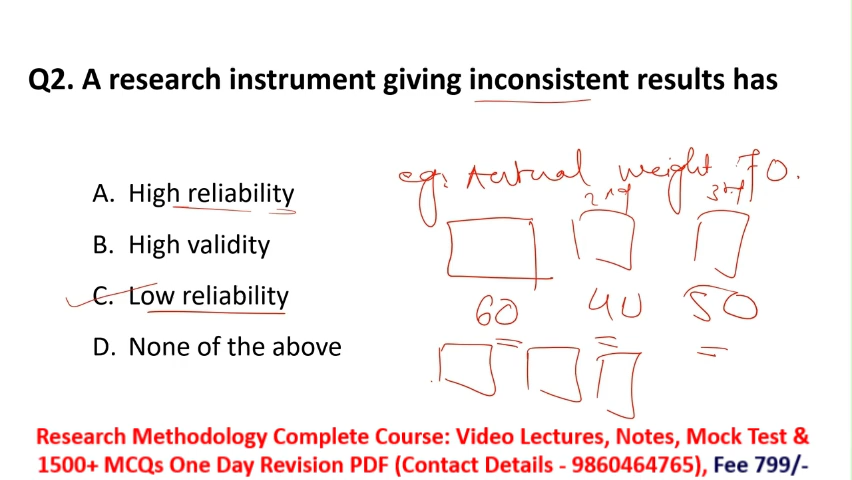 Q2. A research instrument giving inconsistent results has
A. High reliability
B. High validity
C. Low reliability
D. None of the above
eg: Actual weight 70.
2nd 3rd
60 40 50
Research Methodology Complete Course: Video Lectures, Notes, Mock Test &
1500+ MCQs One Day Revision PDF (Contact Details - 9860464765), Fee 799/-